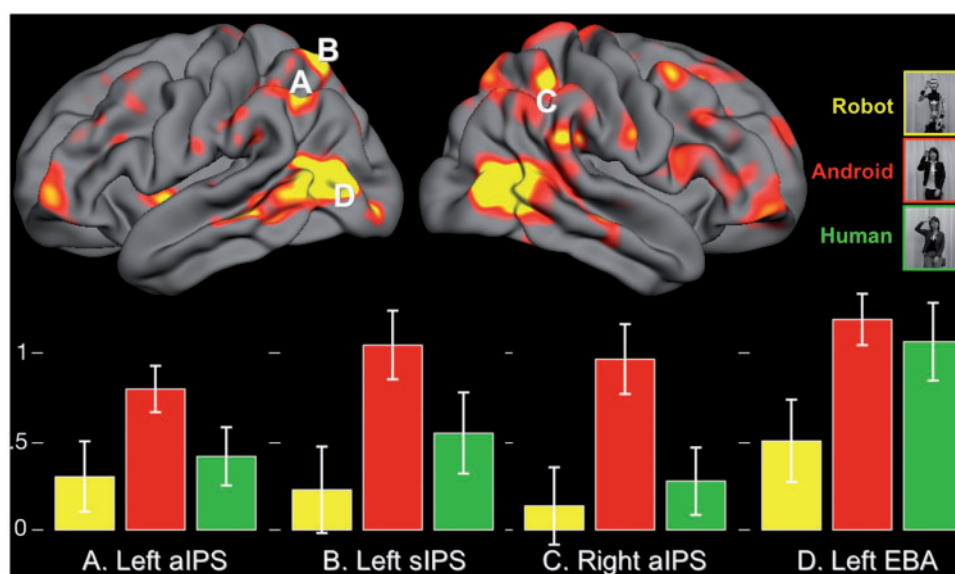 B
A
C
D
Robot
Android
Human
1
.5
0
A. Left aIPS
B. Left sIPS
C. Right aIPS
D. Left EBA